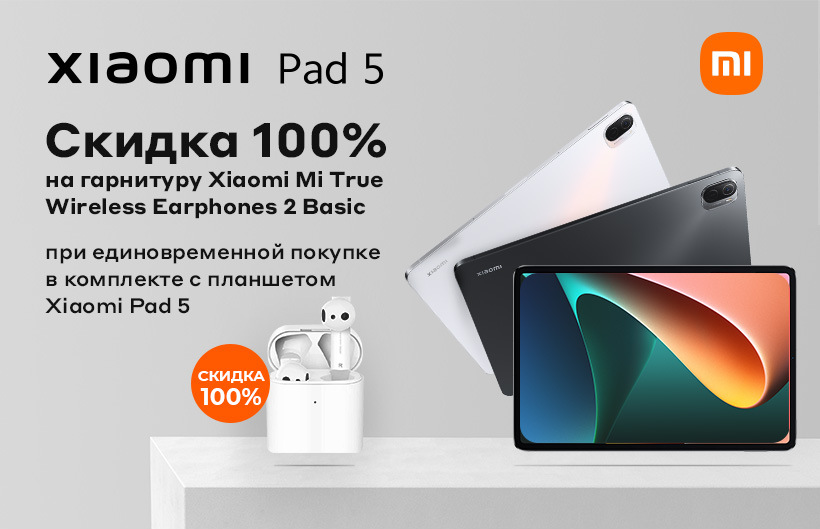 xiaomi Pad 5
mi
Скидка 100%
на гарнитуру Xiaomi Mi True
Wireless Earphones 2 Basic
при единовременной покупке
в комплекте с планшетом
Xiaomi Pad 5
xiaomi
xiaomi
СКИДКА
100%